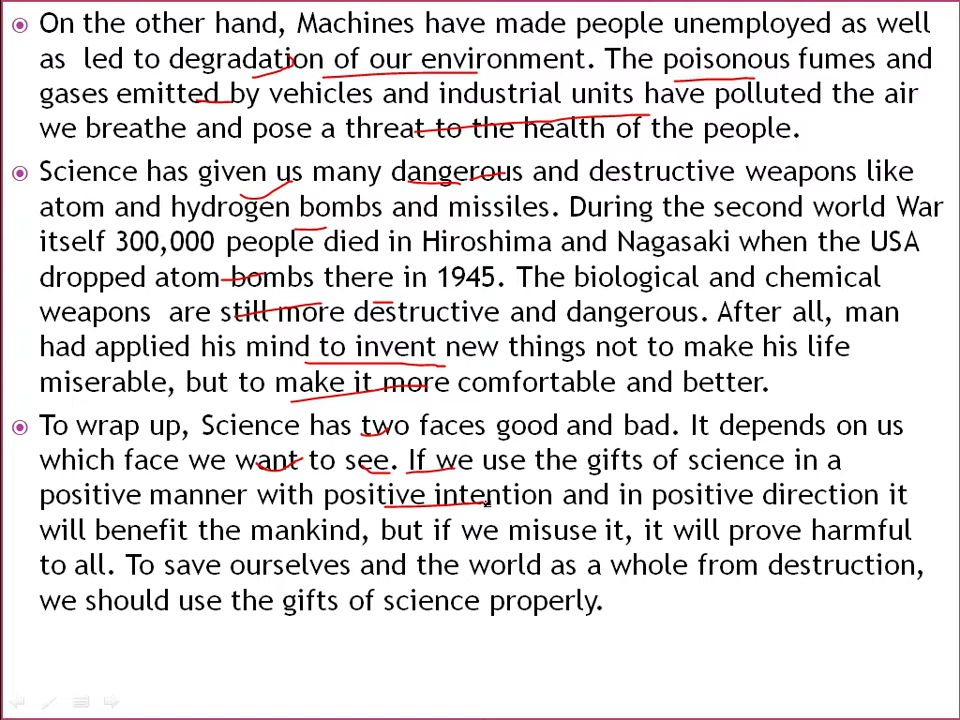 On the other hand, Machines have made people unemployed as well
as led to degradation of our environment. The poisonous fumes and
gases emitted by vehicles and industrial units have polluted the air
we breathe and pose a threat to the health of the people.
Science has given us many dangerous and destructive weapons like
atom and hydrogen bombs and missiles. During the second world War
itself 300,000 people died in Hiroshima and Nagasaki when the USA
dropped atom bombs there in 1945. The biological and chemical
weapons are still more destructive and dangerous. After all, man
had applied his mind to invent new things not to make his life
miserable, but to make it more comfortable and better.
To wrap up, Science has two faces good and bad. It depends on us
which face we want to see. If we use the gifts of science in a
positive manner with positive intention and in positive direction it
will benefit the mankind, but if we misuse it, it will prove harmful
to all. To save ourselves and the world as a whole from destruction,
we should use the gifts of science properly.